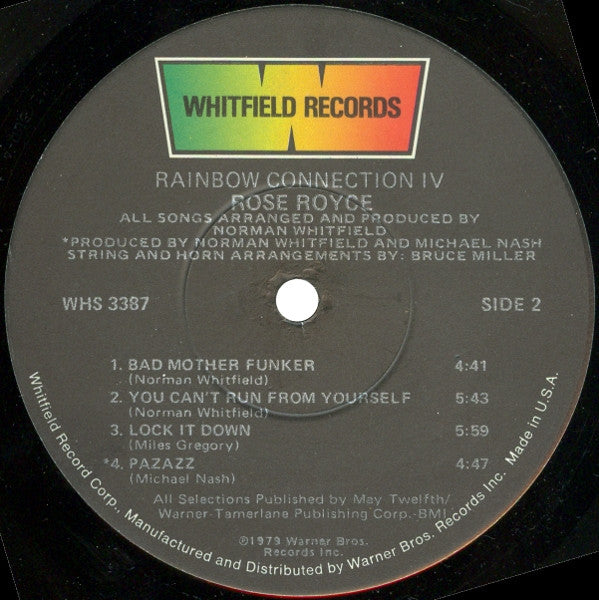 WHITFIELD RECORDS
RAINBOW CONNECTION IV
ROSE ROYCE
ALL SONGS ARRANGED AND PRODUCED BY
NORMAN WHITFIELD
*PRODUCED BY NORMAN WHITFIELD AND MICHAEL NASH
STRING AND HORN ARRANGEMENTS BY: BRUCE MILLER
WHS 3387 SIDE 2
1. BAD MOTHER FUNKER 4:41
(Norman Whitfield)
2. YOU CAN'T RUN FROM YOURSELF 5:43
(Norman Whitfield)
3. LOCK IT DOWN 5:59
(Miles Gregory)
*4. PAZAZZ 4:47
(Michael Nash)
All Selections Published by May Twelfth/
Warner-Tamerlane Publishing Corp.-BMI
℗1979 Warner Bros.
Records Inc.
Whitfield Record Corp., Manufactured and Distributed by Warner Bros. Records Inc. Made in U.S.A.